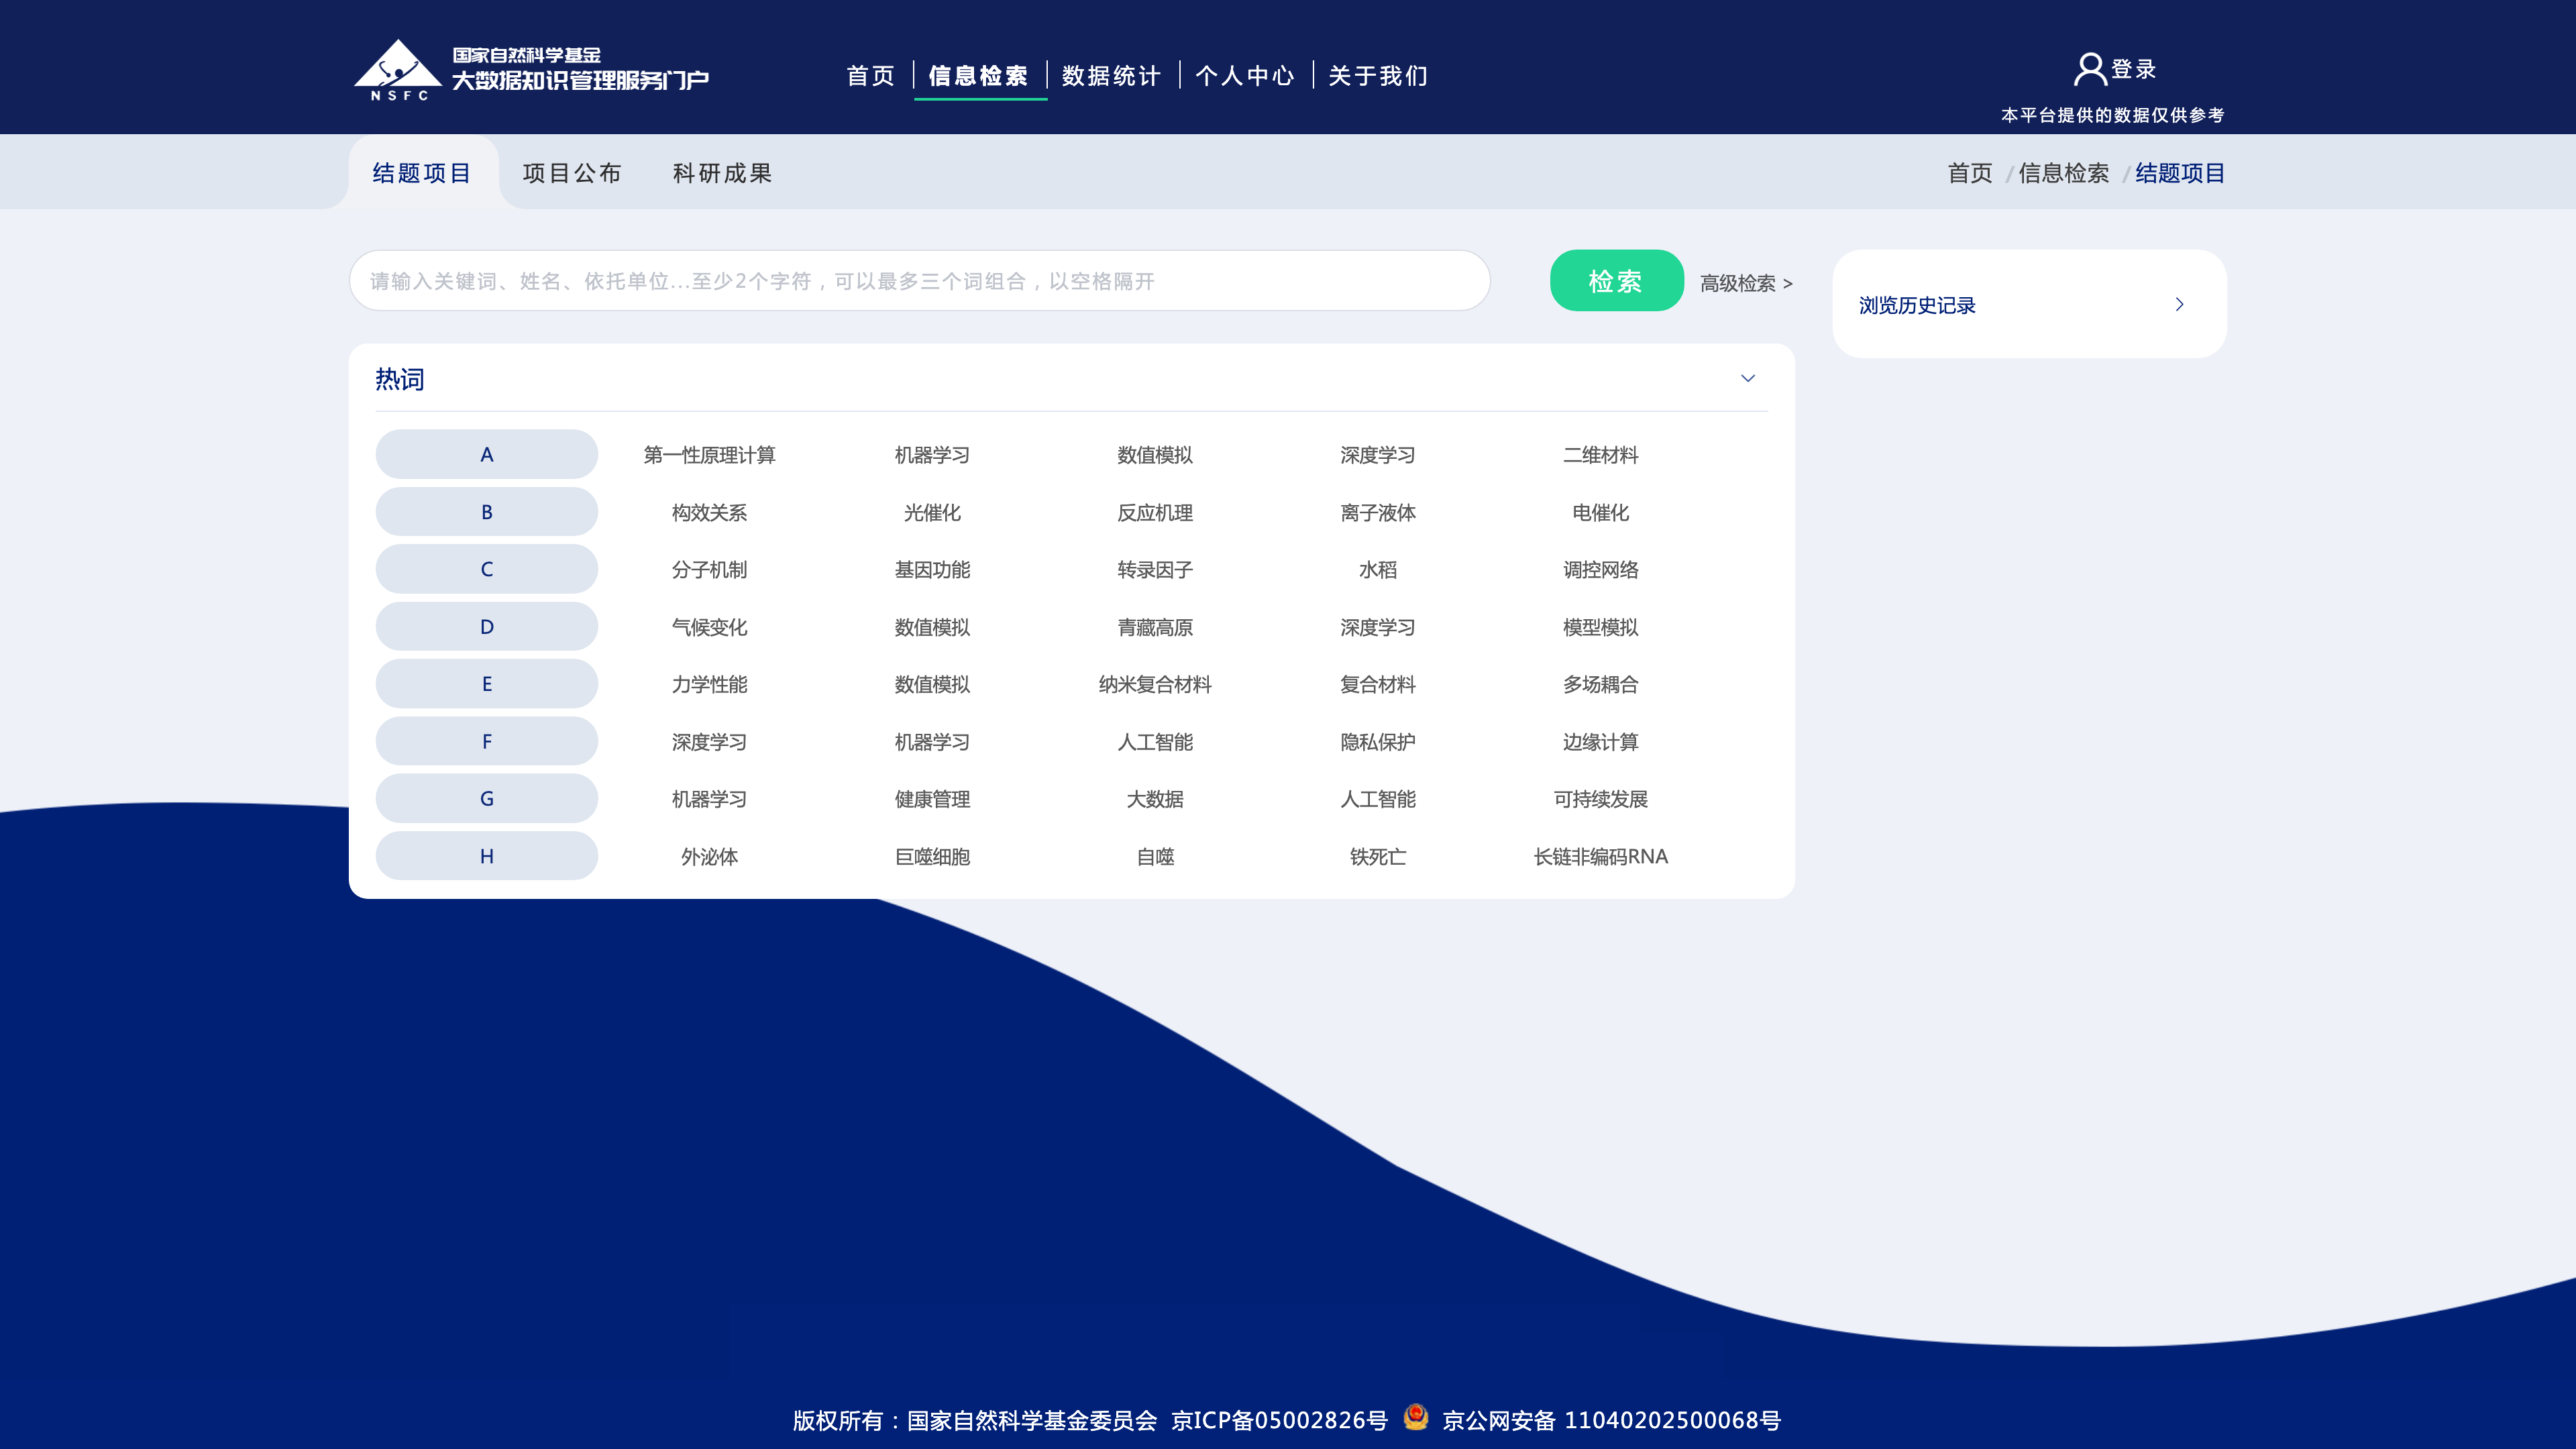 国家自然科学基金
大数据知识管理服务门户
NSFC
首页 信息检索 数据统计 个人中心 关于我们
登录
本平台提供的数据仅供参考
结题项目 项目公布 科研成果
首页 / 信息检索 / 结题项目
请输入关键词、姓名、依托单位...至少2个字符，可以最多三个词组合，以空格隔开
检索
高级检索 >
浏览历史记录
热词
A 第一性原理计算 机器学习 数值模拟 深度学习 二维材料
B 构效关系 光催化 反应机理 离子液体 电催化
C 分子机制 基因功能 转录因子 水稻 调控网络
D 气候变化 数值模拟 青藏高原 深度学习 模型模拟
E 力学性能 数值模拟 纳米复合材料 复合材料 多场耦合
F 深度学习 机器学习 人工智能 隐私保护 边缘计算
G 机器学习 健康管理 大数据 人工智能 可持续发展
H 外泌体 巨噬细胞 自噬 铁死亡 长链非编码RNA
版权所有：国家自然科学基金委员会 京ICP备05002826号 京公网安备 11040202500068号